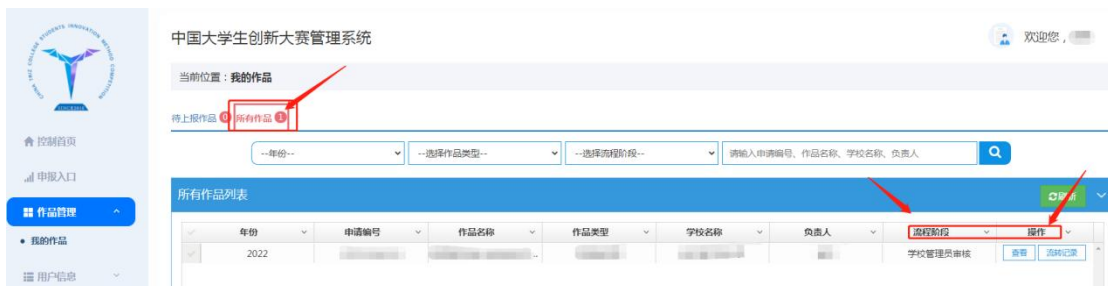 中国大学生创新大赛管理系统
欢迎您，
当前位置：我的作品
待上报作品 0 所有作品 1
控制首页
--年份-- --选择作品类型-- --选择流程阶段-- 请输入申请编号、作品名称、学校名称、负责人
申报入口
所有作品列表
作品管理
年份 申请编号 作品名称 作品类型 学校名称 负责人 流程阶段 操作
我的作品
2022 .. 学校管理员审核 查看 流转记录
用户信息